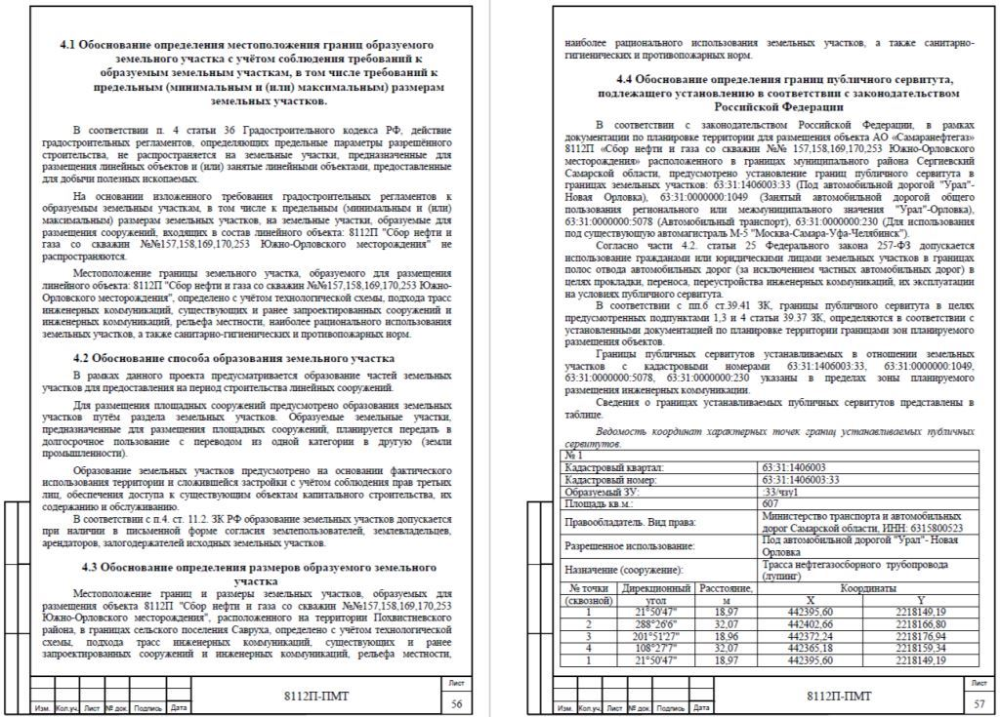 4.1 Обоснование определения местоположения границ образуемого
земельного участка с учётом соблюдения требований к
образуемым земельным участкам, в том числе требований к
предельным (минимальным и (или) максимальным) размерам
земельных участков.
В соответствии п. 4 статьи 36 Градостроительного кодекса РФ, действие
градостроительных регламентов, определяющих предельные параметры разрешённого
строительства, не распространяется на земельные участки, предназначенные для
размещения линейных объектов и (или) занятые линейными объектами, предоставленные
для добычи полезных ископаемых.
На основании изложенного требования градостроительных регламентов к
образуемым земельным участкам, в том числе к предельным (минимальным и (или)
максимальным) размерам земельных участков, на земельные участки, образуемые для
размещения сооружений, входящих в состав линейного объекта: 8112П "Сбор нефти и
газа со скважин №№157,158,169,170,253 Южно-Орловского месторождения" не
распространяются.
Местоположение границы земельного участка, образуемого для размещения
линейного объекта: 8112П "Сбор нефти и газа со скважин №№157,158,169,170,253 Южно-
Орловского месторождения", определено с учётом технологической схемы, подхода трасс
инженерных коммуникаций, существующих и ранее запроектированных сооружений и
инженерных коммуникаций, рельефа местности, наиболее рационального использования
земельных участков, а также санитарно-гигиенических и противопожарных норм.
4.2 Обоснование способа образования земельного участка
В рамках данного проекта предусматривается образование частей земельных
участков для предоставления на период строительства линейных сооружений.
Для размещения площадных сооружений предусмотрено образования земельных
участков путём раздела земельных участков. Образуемые земельные участки,
предназначенные для размещения площадных сооружений, планируется передать в
долгосрочное пользование с переводом из одной категории в другую (земли
промышленности).
Образование земельных участков предусмотрено на основании фактического
использования территории и сложившейся застройки с учётом соблюдения прав третьих
лиц, обеспечения доступа к существующим объектам капитального строительства, их
содержанию и обслуживанию.
В соответствии с п.4. ст. 11.2. ЗК РФ образование земельных участков допускается
при наличии в письменной форме согласия землепользователей, землевладельцев,
арендаторов, залогодержателей исходных земельных участков.
4.3 Обоснование определения размеров образуемого земельного
участка
Местоположение границ и размеры земельных участков, образуемых для
размещения объекта 8112П "Сбор нефти и газа со скважин №№157,158,169,170,253
Южно-Орловского месторождения", расположенного на территории Похвистневского
района, в границах сельского поселения Савруха, определено с учётом технологической
схемы, подхода трасс инженерных коммуникаций, существующих и ранее
запроектированных сооружений и инженерных коммуникаций, рельефа местности,
8112П-ПМТ
Лист
56
Изм. Кол.уч. Лист № док. Подпись Дата
наиболее рационального использования земельных участков, а также санитарно-
гигиенических и противопожарных норм.
4.4 Обоснование определения границ публичного сервитута,
подлежащего установлению в соответствии с законодательством
Российской Федерации
В соответствии с законодательством Российской Федерации, в рамках
документации по планировке территории для размещения объекта АО «Самаранефтегаз»
8112П «Сбор нефти и газа со скважин №№ 157,158,169,170,253 Южно-Орловского
месторождения» расположенного в границах муниципального района Сергиевский
Самарской области, предусмотрено установление границ публичного сервитута в
границах земельных участков: 63:31:1406003:33 (Под автомобильной дорогой "Урал"-
Новая Орловка), 63:31:0000000:1049 (Занятый автомобильной дорогой общего
пользования регионального или межмуниципального значения "Урал"-Орловка),
63:31:0000000:5078 (Автомобильный транспорт), 63:31:0000000:230 (Для использования
под существующую автомагистраль М-5 "Москва-Самара-Уфа-Челябинск").
Согласно части 4.2. статьи 25 Федерального закона 257-ФЗ допускается
использование гражданами или юридическими лицами земельных участков в границах
полос отвода автомобильных дорог (за исключением частных автомобильных дорог) в
целях прокладки, переноса, переустройства инженерных коммуникаций, их эксплуатации
на условиях публичного сервитута.
В соответствии с пп.6 ст.39.41 ЗК, границы публичного сервитута в целях
предусмотренных подпунктами 1,3 и 4 статьи 39.37 ЗК, определяются в соответствии с
установленными документацией по планировке территории границами зон планируемого
размещения объектов.
Границы публичных сервитутов устанавливаемых в отношении земельных
участков с кадастровыми номерами 63:31:1406003:33, 63:31:0000000:1049,
63:31:0000000:5078, 63:31:0000000:230 указаны в пределах зоны планируемого
размещения инженерных коммуникации.
Сведения о границах устанавливаемых публичных сервитутов представлены в
таблице.
Ведомость координат характерных точек границ устанавливаемых публичных
сервитутов.
№ 1
Кадастровый квартал: 63:31:1406003
Кадастровый номер: 63:31:1406003:33
Образуемый ЗУ: :33/чзу1
Площадь кв.м.: 607
Правообладатель. Вид права: Министерство транспорта и автомобильных
дорог Самарской области, ИНН: 6315800523
Разрешенное использование: Под автомобильной дорогой "Урал"- Новая
Орловка
Назначение (сооружение): Трасса нефтегазосборного трубопровода
(лупинг)
№ точки Дирекционный Расстояние, Координаты
(сквозной) угол м X Y
1 21°50'47" 18,97 442395,60 2218149,19
2 288°26'6" 32,07 442402,66 2218166,80
3 201°51'27" 18,96 442372,24 2218176,94
4 108°27'7" 32,07 442365,18 2218159,34
1 21°50'47" 18,97 442395,60 2218149,19
8112П-ПМТ
Лист
57
Изм. Кол.уч. Лист № док. Подпись Дата